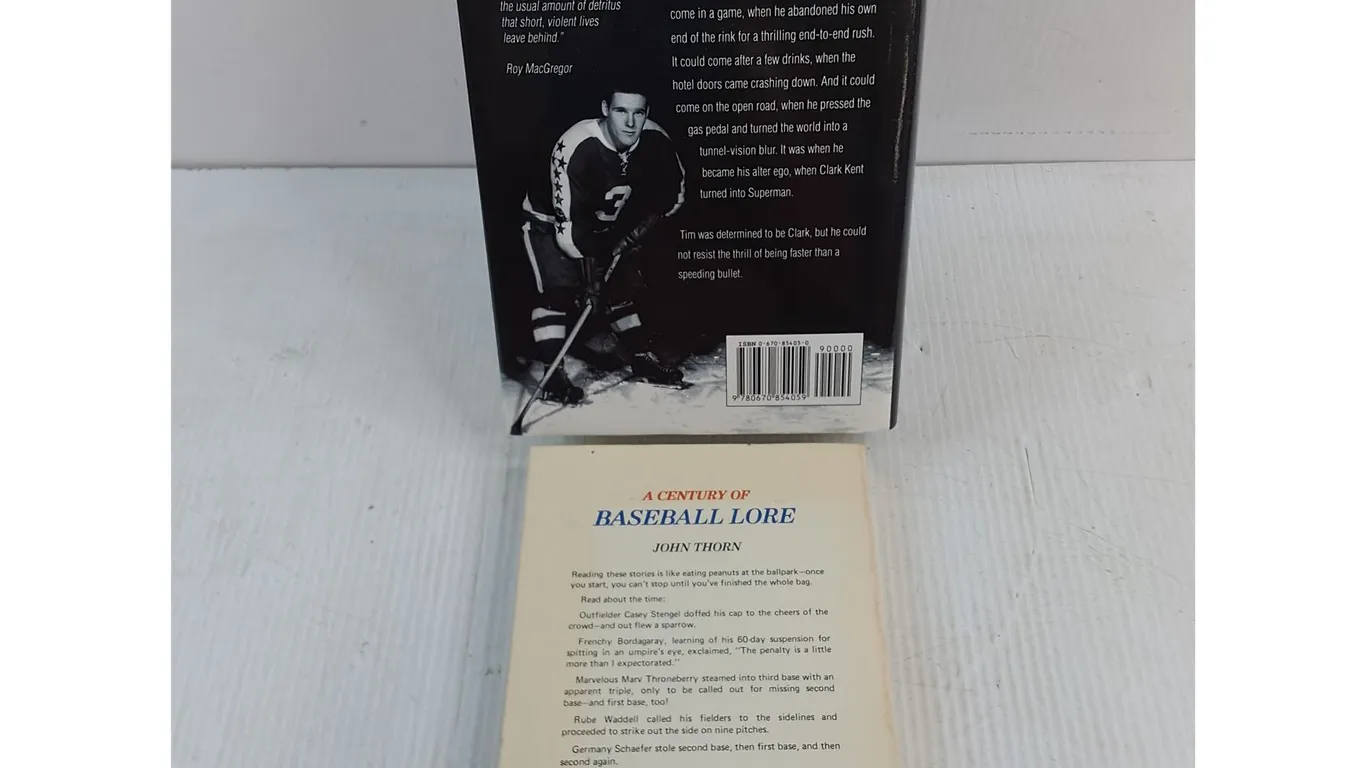 the usual amount of detritus
that short, violent lives
leave behind."
Roy MacGregor
come in a game, when he abandoned his own
end of the rink for a thrilling end-to-end rush.
It could come after a few drinks, when the
hotel doors came crashing down. And it could
come on the open road, when he pressed the
gas pedal and turned the world into a
tunnel-vision blur. It was when he
became his alter ego, when Clark Kent
turned into Superman.
Tim was determined to be Clark, but he could
not resist the thrill of being faster than a
speeding bullet.
3
ISBN 0-670-85405-0
90000
9 780670 854059
A CENTURY OF
BASEBALL LORE
JOHN THORN
Reading these stories is like eating peanuts at the ballpark—once
you start, you can't stop until you've finished the whole bag.
Read about the time:
Outfielder Casey Stengel doffed his cap to the cheers of the
crowd—and out flew a sparrow.
Frenchy Bordagaray, learning of his 60-day suspension for
spitting in an umpire's eye, exclaimed, "The penalty is a little
more than I expectorated."
Marvelous Marv Throneberry steamed into third base with an
apparent triple, only to be called out for missing second
base—and first base, too!
Rube Waddell called his fielders to the sidelines and
proceeded to strike out the side on nine pitches.
Germany Schaefer stole second base, then first base, and then
second again.